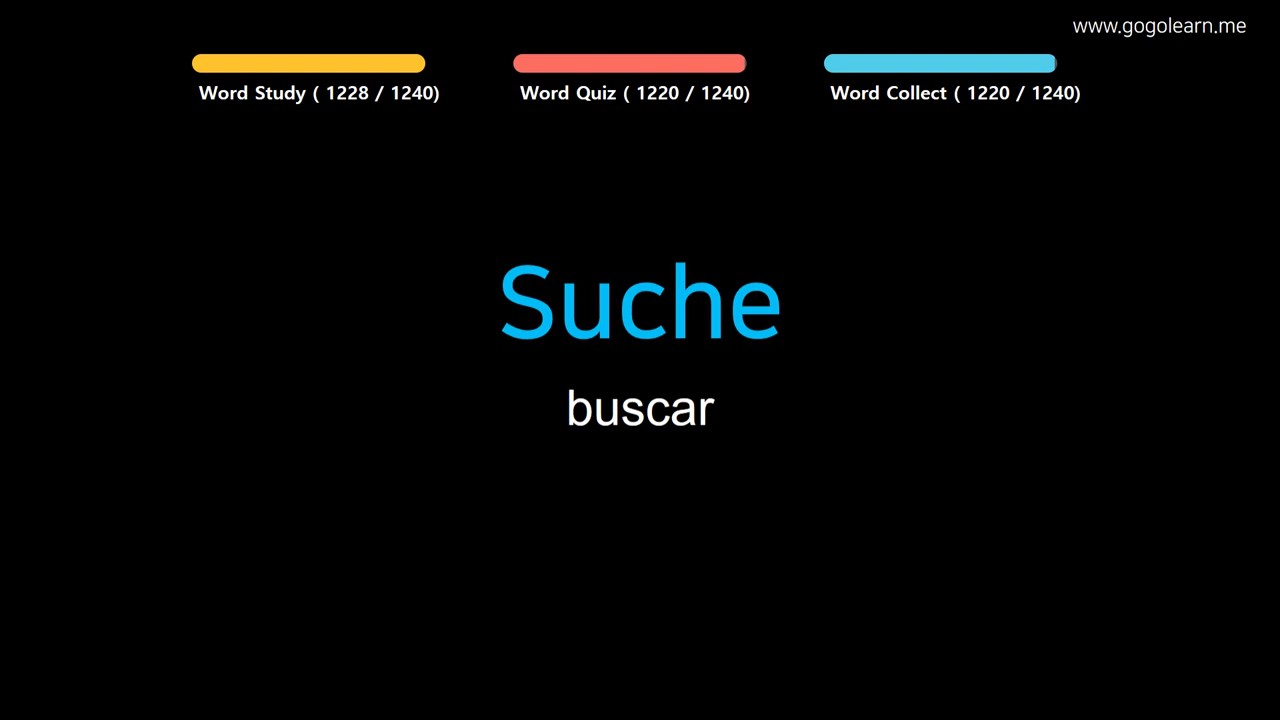 www.gogolearn.me
Word Study ( 1228 / 1240)
Word Quiz ( 1220 / 1240)
Word Collect ( 1220 / 1240)
Suche
buscar